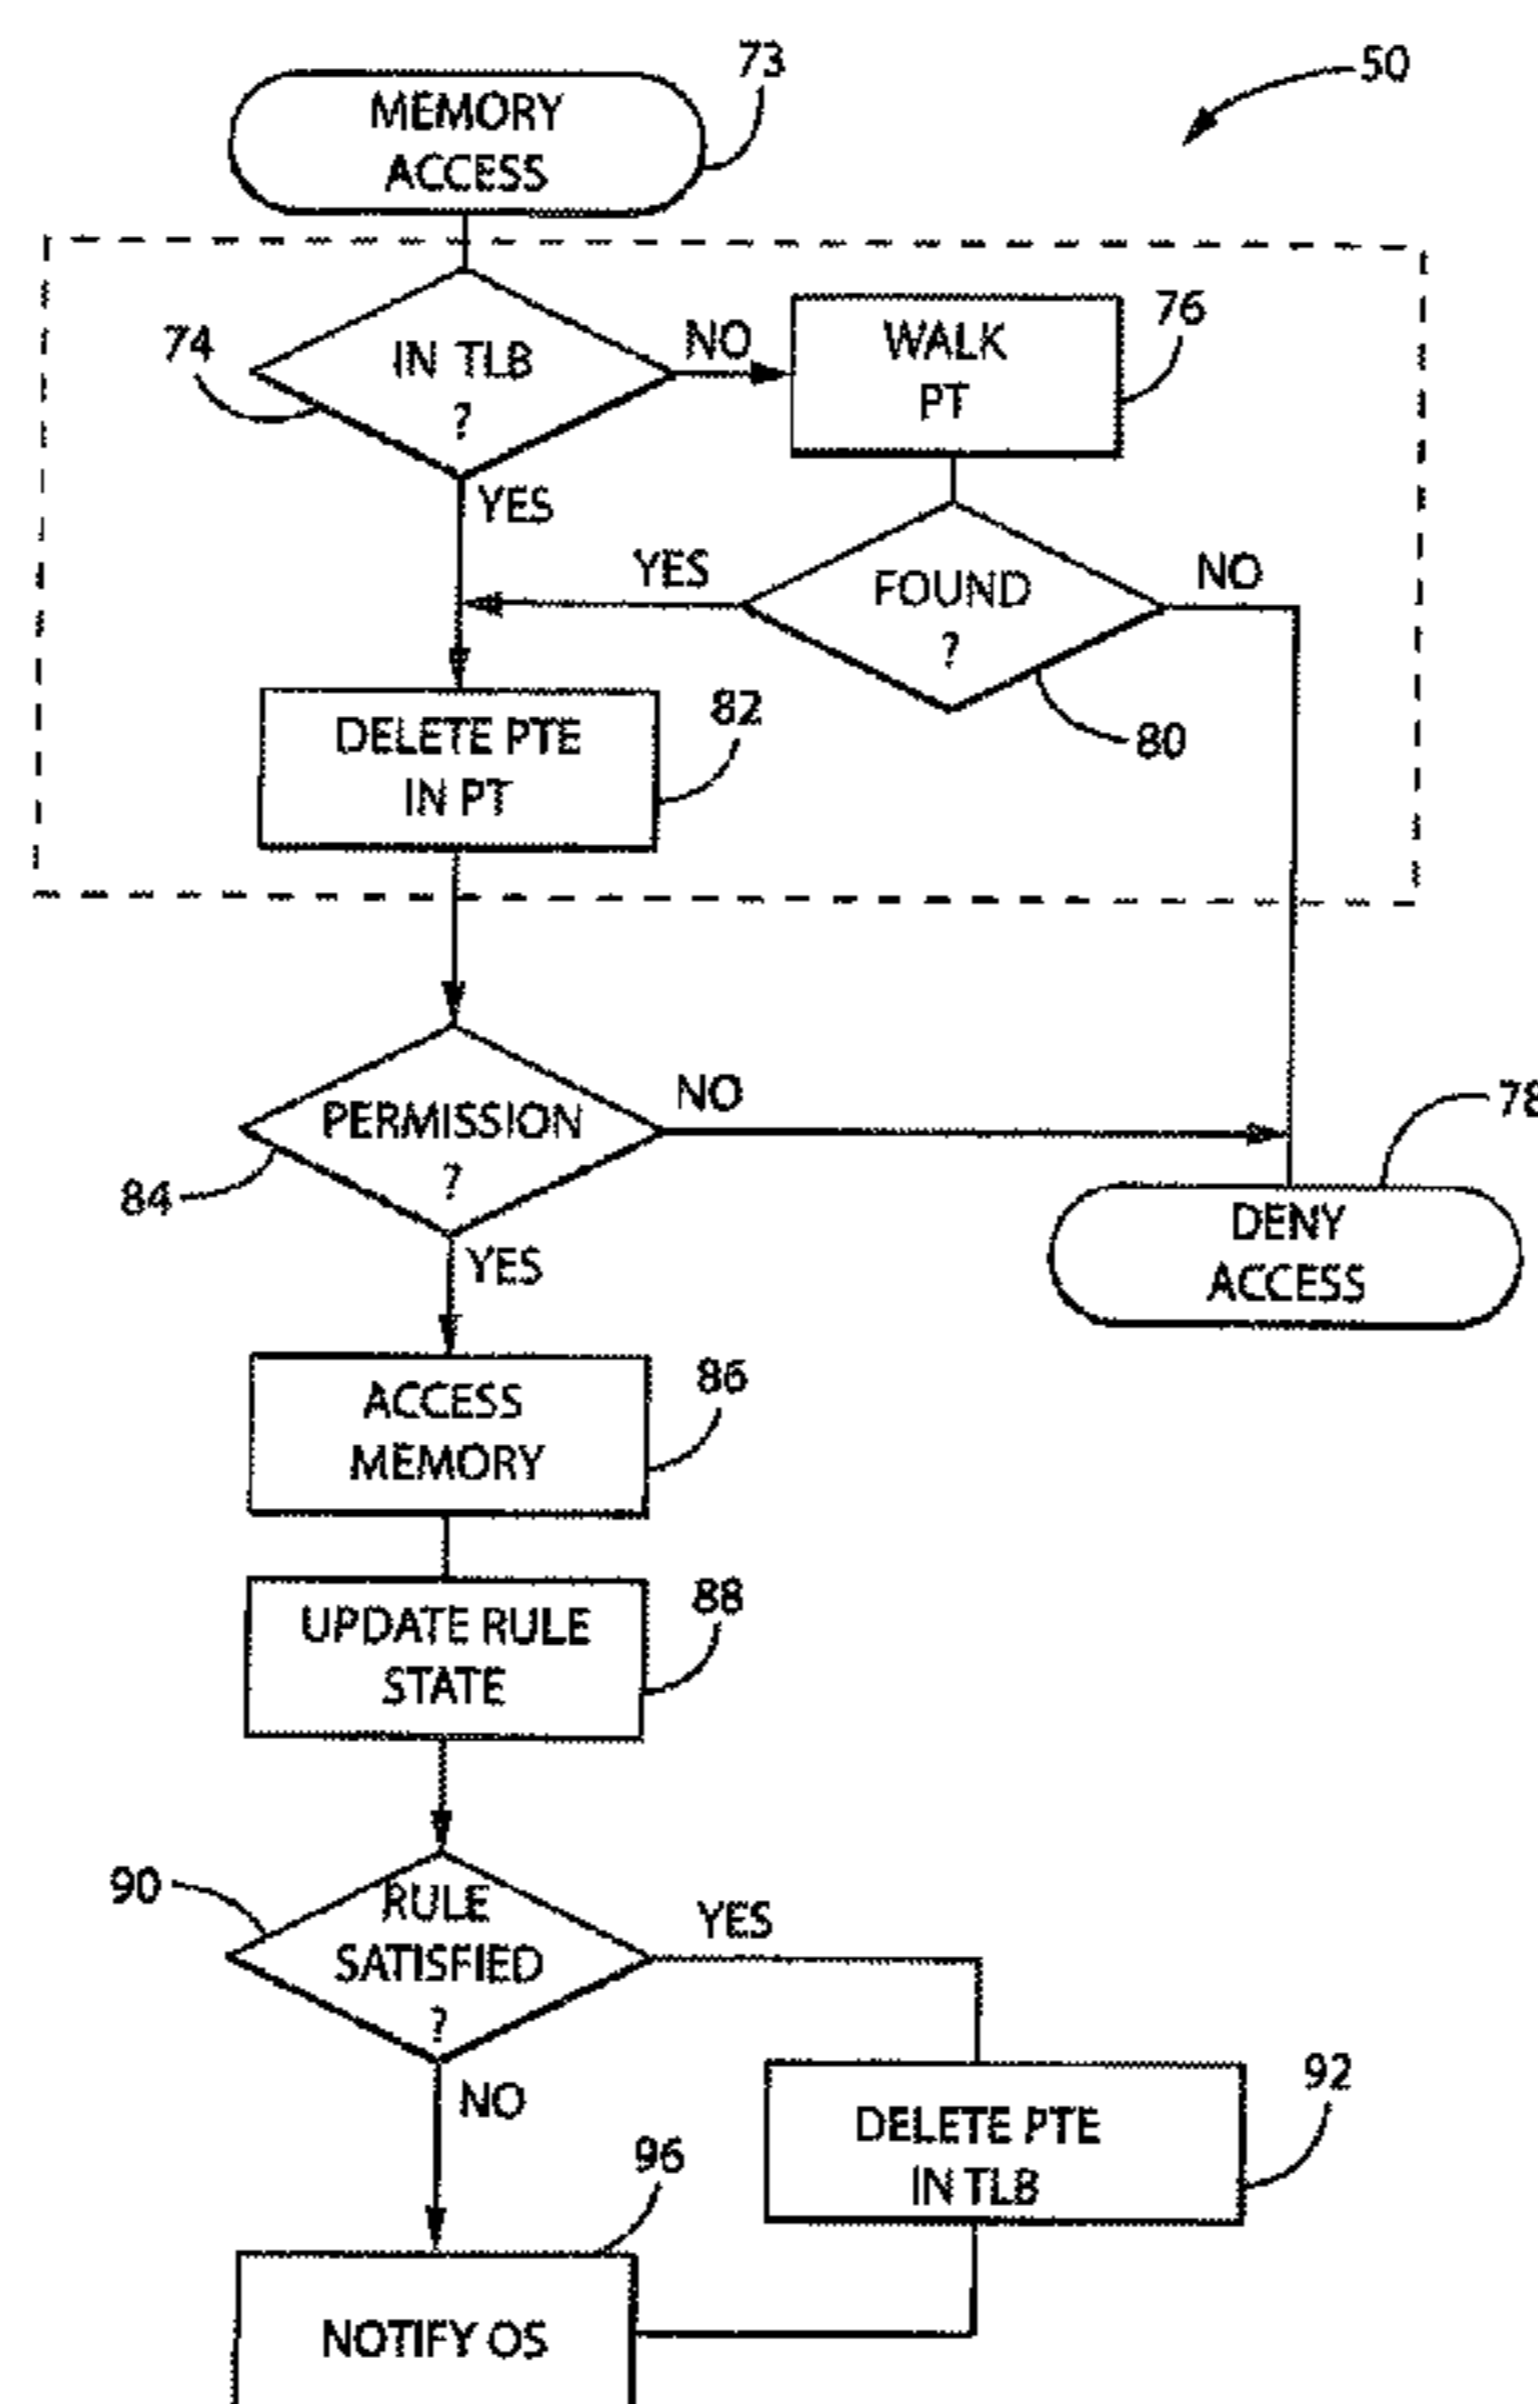 73
50
MEMORY
ACCESS
74
IN TLB
?
NO
WALK
PT
76
YES
YES
FOUND
?
NO
80
DELETE PTE
IN PT
82
PERMISSION
?
NO
84
YES
78
DENY
ACCESS
ACCESS
MEMORY
86
UPDATE RULE
STATE
88
90
RULE
SATISFIED
?
YES
NO
DELETE PTE
IN TLB
92
96
NOTIFY OS